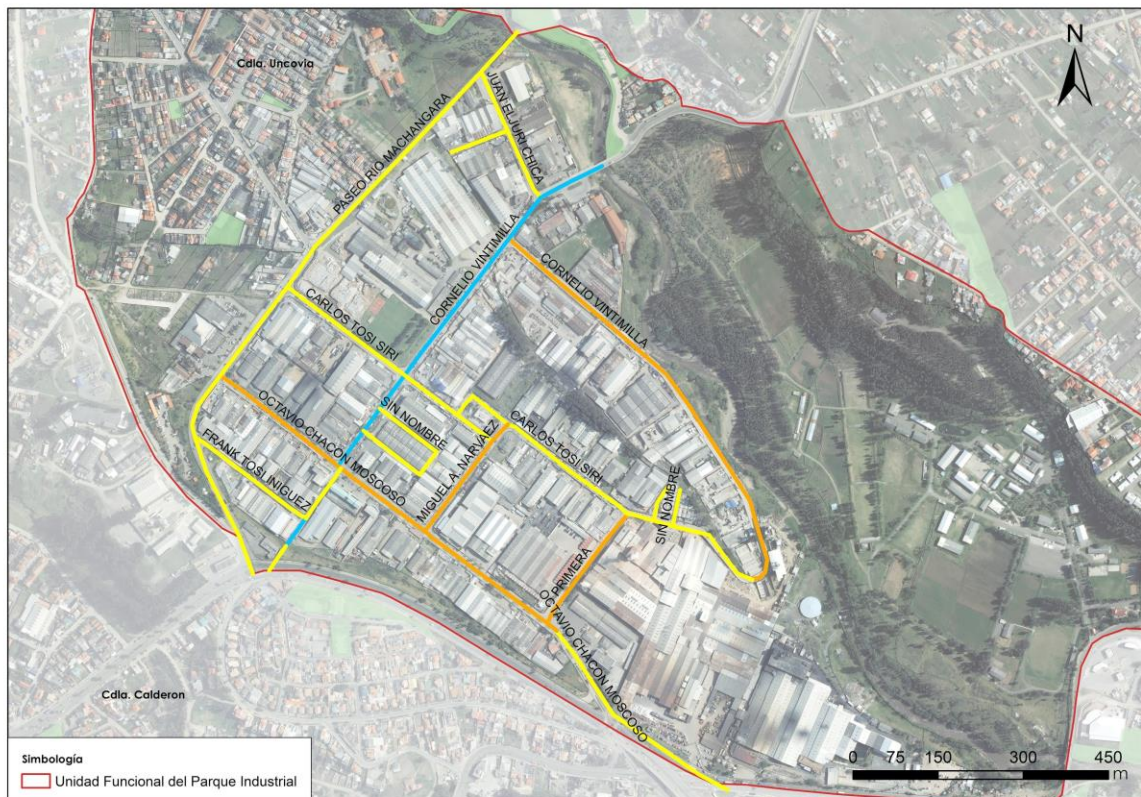 Cdla. Uncovia
N
JUAN ELJURI CHICA
PASEO RIO MACHANGARA
CORNELIO VINTIMILLA
CORNELIO VINTIMILLA
CARLOS TOSI SIRI
SIN NOMBRE
OCTAVIO CHACON MOSCOSO
CARLOS TOSI SIRI
MIGUEL A. NARVAEZ
FRANK TOSI INIGUEZ
SIN NOMBRE
PRIMERA
OCTAVIO CHACON MOSCOSO
Cdla. Calderon
Simbología
Unidad Funcional del Parque Industrial
0 75 150 300 450
m